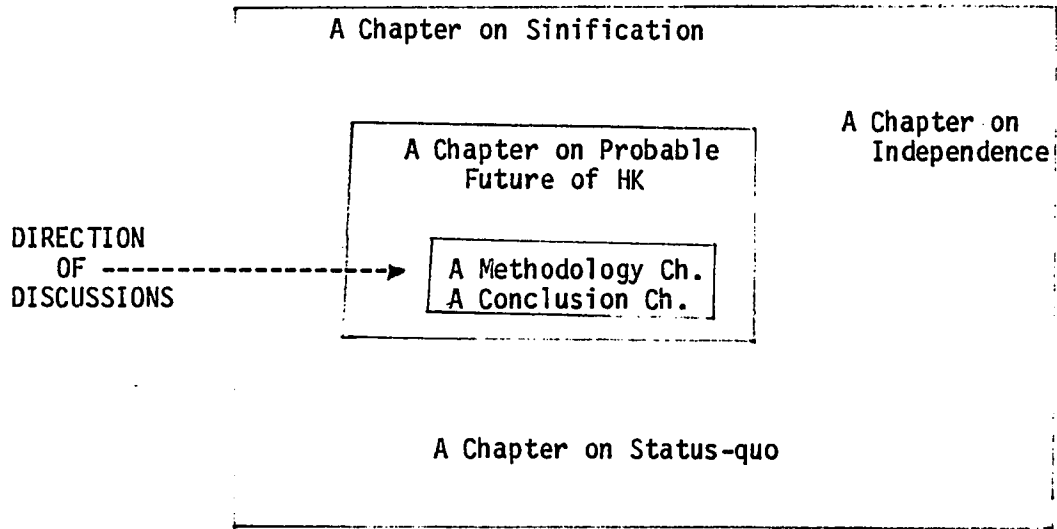 A Chapter on Sinification
A Chapter on
Independence
A Chapter on Probable
Future of HK
DIRECTION
OF
DISCUSSIONS
A Methodology Ch.
A Conclusion Ch.
A Chapter on Status-quo